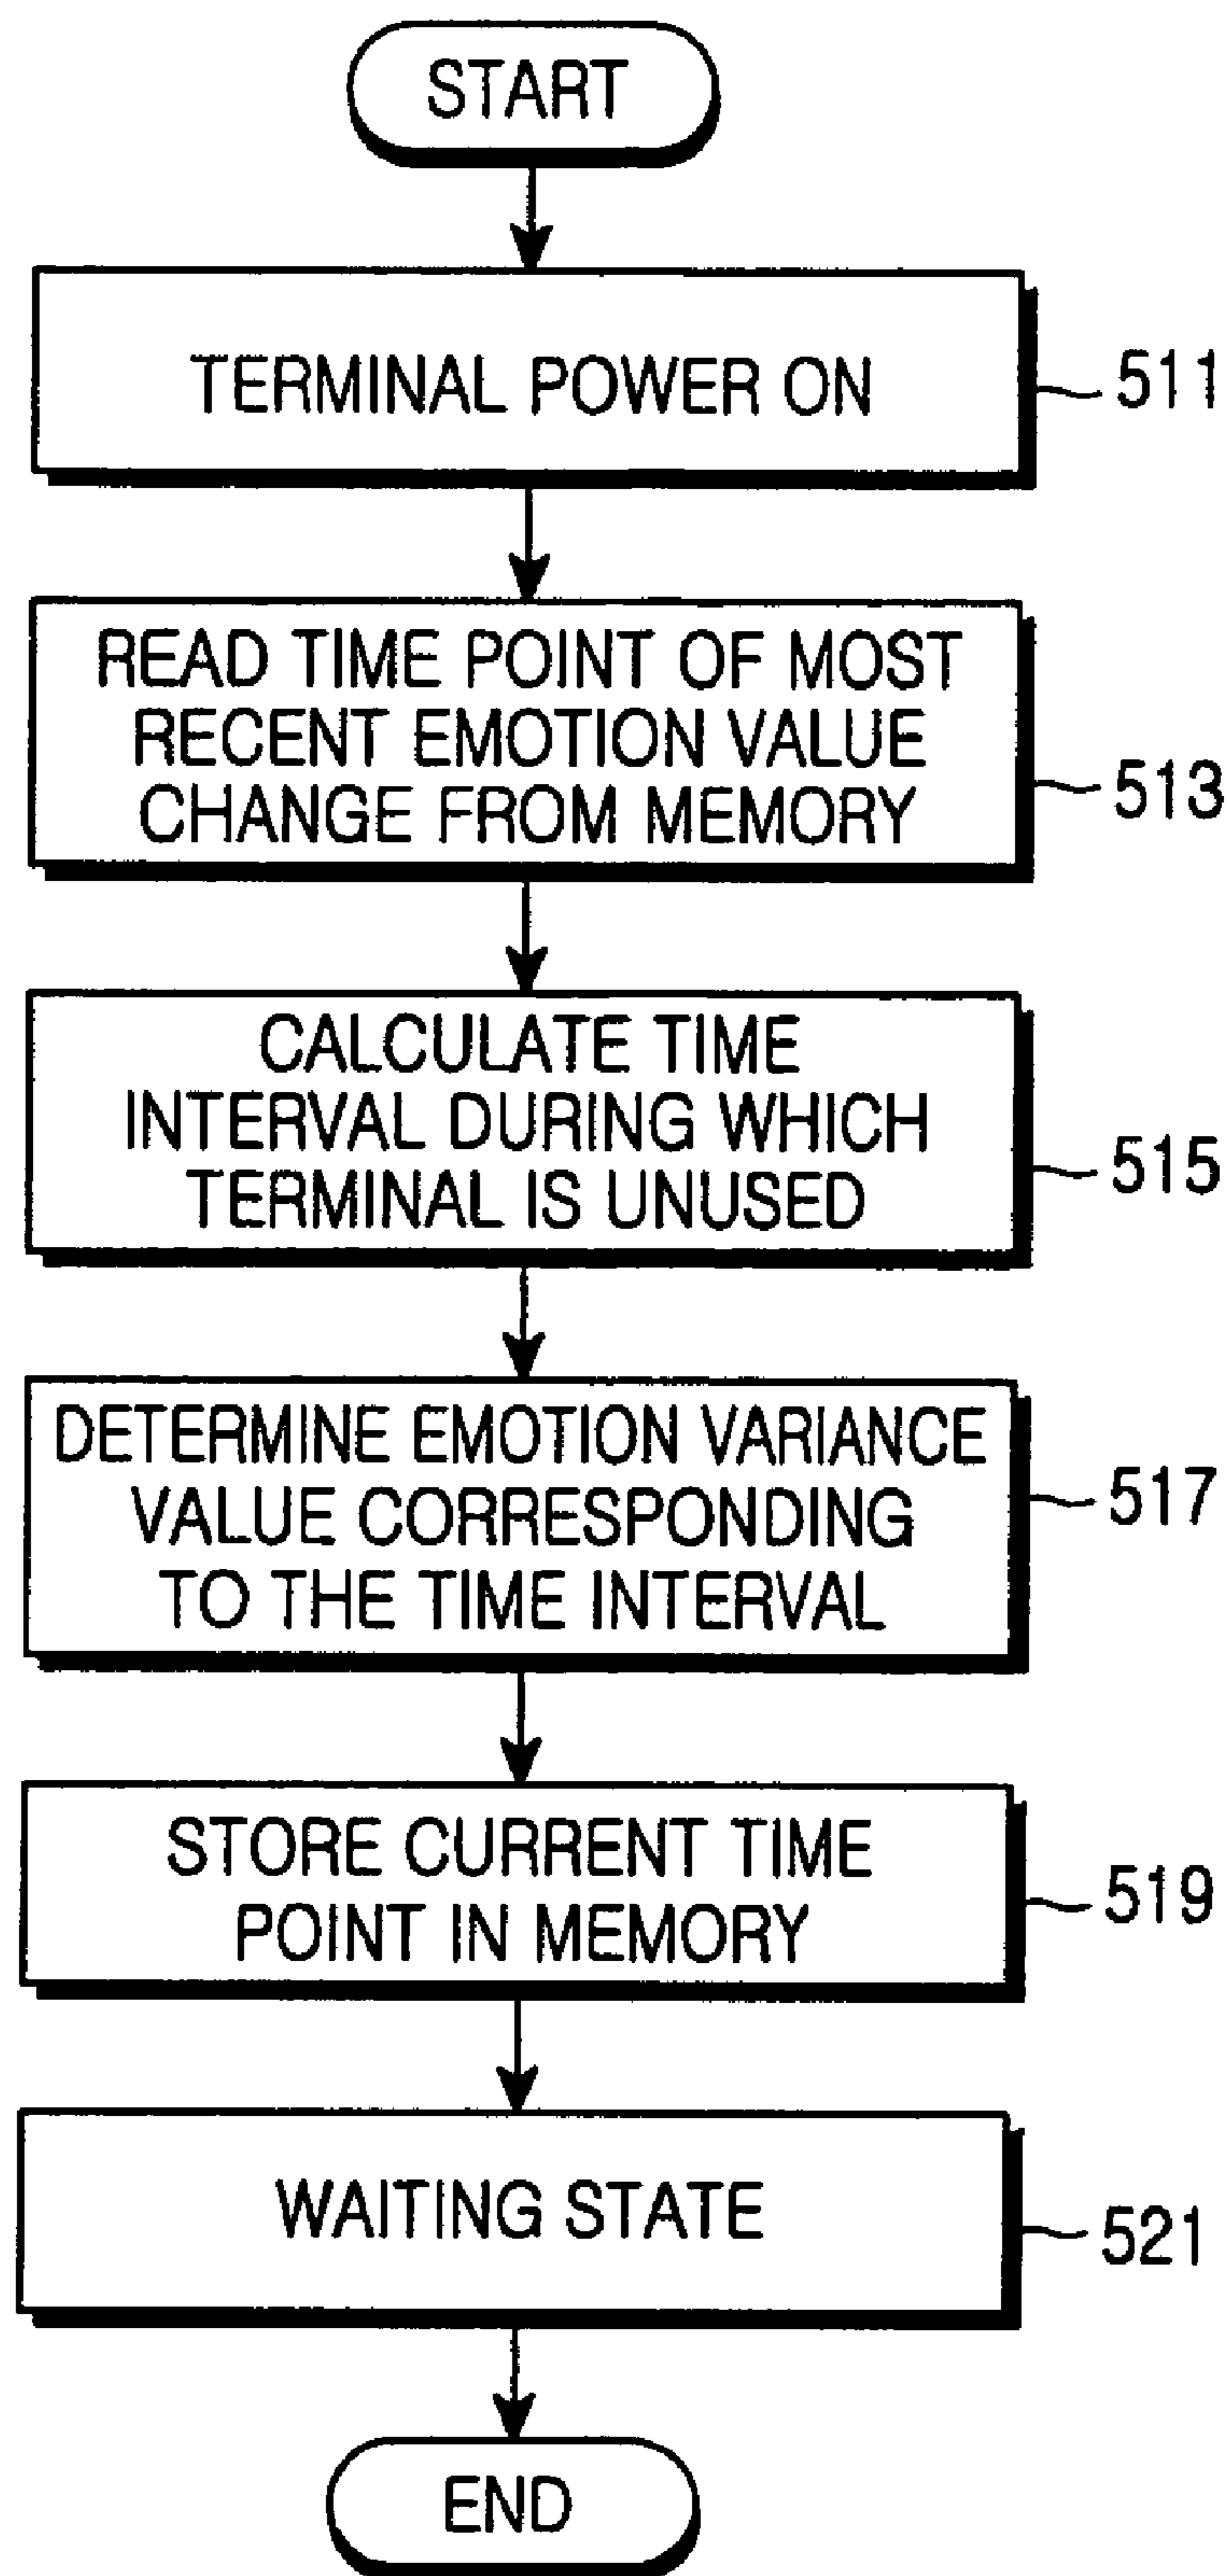 START
TERMINAL POWER ON
511
READ TIME POINT OF MOST
RECENT EMOTION VALUE
CHANGE FROM MEMORY
513
CALCULATE TIME
INTERVAL DURING WHICH
TERMINAL IS UNUSED
515
DETERMINE EMOTION VARIANCE
VALUE CORRESPONDING
TO THE TIME INTERVAL
517
STORE CURRENT TIME
POINT IN MEMORY
519
WAITING STATE
521
END